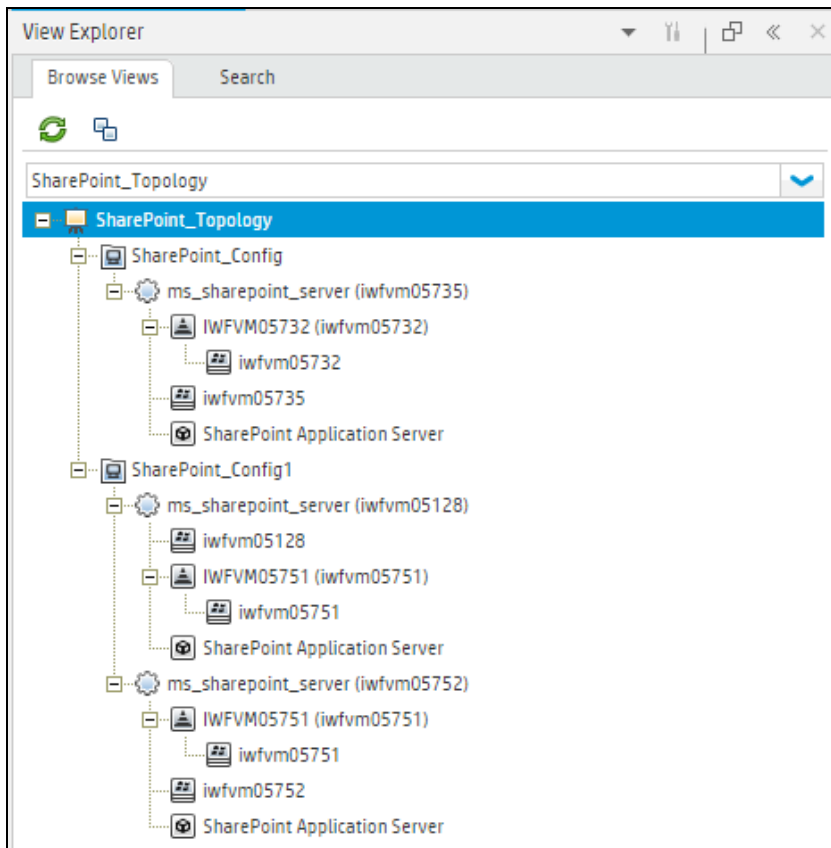 View Explorer
Browse Views Search
SharePoint_Topology
SharePoint_Topology
SharePoint_Config
ms_sharepoint_server (iwfvm05735)
IWFVM05732 (iwfvm05732)
iwfvm05732
iwfvm05735
SharePoint Application Server
SharePoint_Config1
ms_sharepoint_server (iwfvm05128)
iwfvm05128
IWFVM05751 (iwfvm05751)
iwfvm05751
SharePoint Application Server
ms_sharepoint_server (iwfvm05752)
IWFVM05751 (iwfvm05751)
iwfvm05751
iwfvm05752
SharePoint Application Server